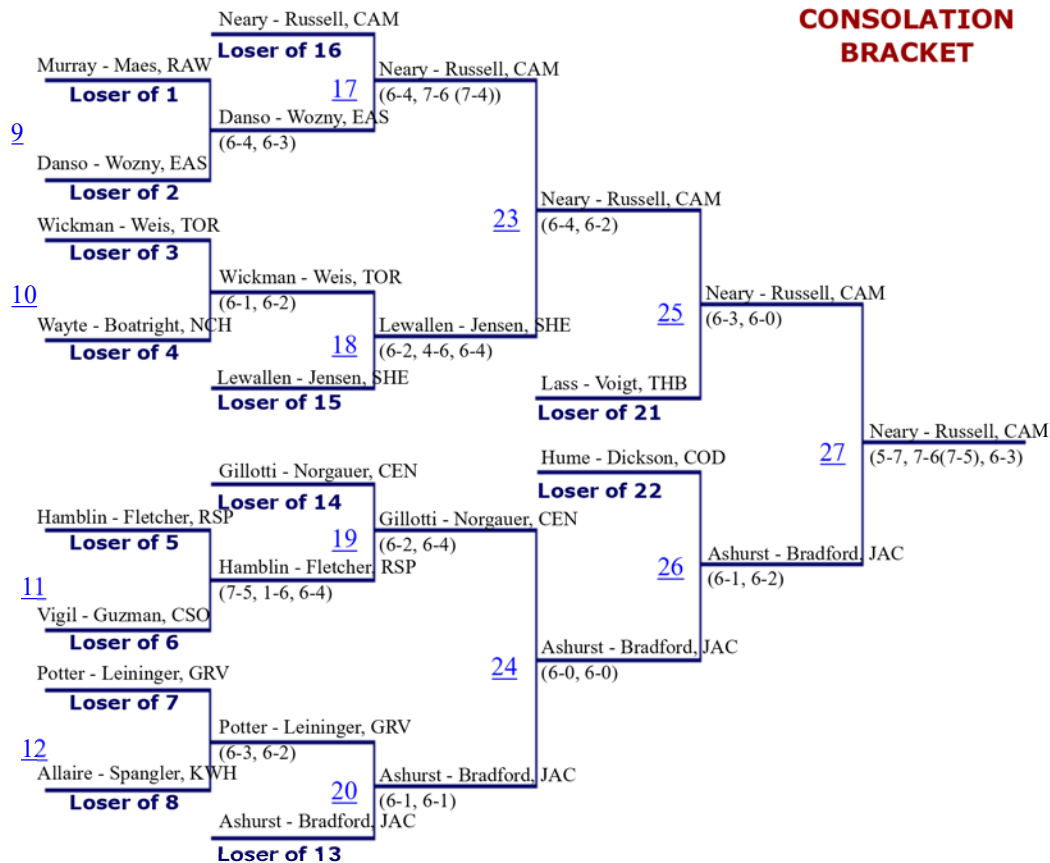 CONSOLATION
BRACKET
Neary - Russell, CAM
Loser of 16
Murray - Maes, RAW
Loser of 1
17
Neary - Russell, CAM
(6-4, 7-6 (7-4))
9
Danso - Wozny, EAS
(6-4, 6-3)
Danso - Wozny, EAS
Loser of 2
23
Neary - Russell, CAM
(6-4, 6-2)
Wickman - Weis, TOR
Loser of 3
10
Wickman - Weis, TOR
(6-1, 6-2)
Wayte - Boatright, NCH
Loser of 4
18
Lewallen - Jensen, SHE
(6-2, 4-6, 6-4)
Lewallen - Jensen, SHE
Loser of 15
25
Neary - Russell, CAM
(6-3, 6-0)
Lass - Voigt, THB
Loser of 21
27
Neary - Russell, CAM
(5-7, 7-6(7-5), 6-3)
Gillotti - Norgauer, CEN
Loser of 14
Hume - Dickson, COD
Loser of 22
Hamblin - Fletcher, RSP
Loser of 5
19
Gillotti - Norgauer, CEN
(6-2, 6-4)
11
Hamblin - Fletcher, RSP
(7-5, 1-6, 6-4)
26
Ashurst - Bradford, JAC
(6-1, 6-2)
Vigil - Guzman, CSO
Loser of 6
24
Ashurst - Bradford, JAC
(6-0, 6-0)
Potter - Leininger, GRV
Loser of 7
12
Potter - Leininger, GRV
(6-3, 6-2)
Allaire - Spangler, KWH
Loser of 8
20
Ashurst - Bradford, JAC
(6-1, 6-1)
Ashurst - Bradford, JAC
Loser of 13